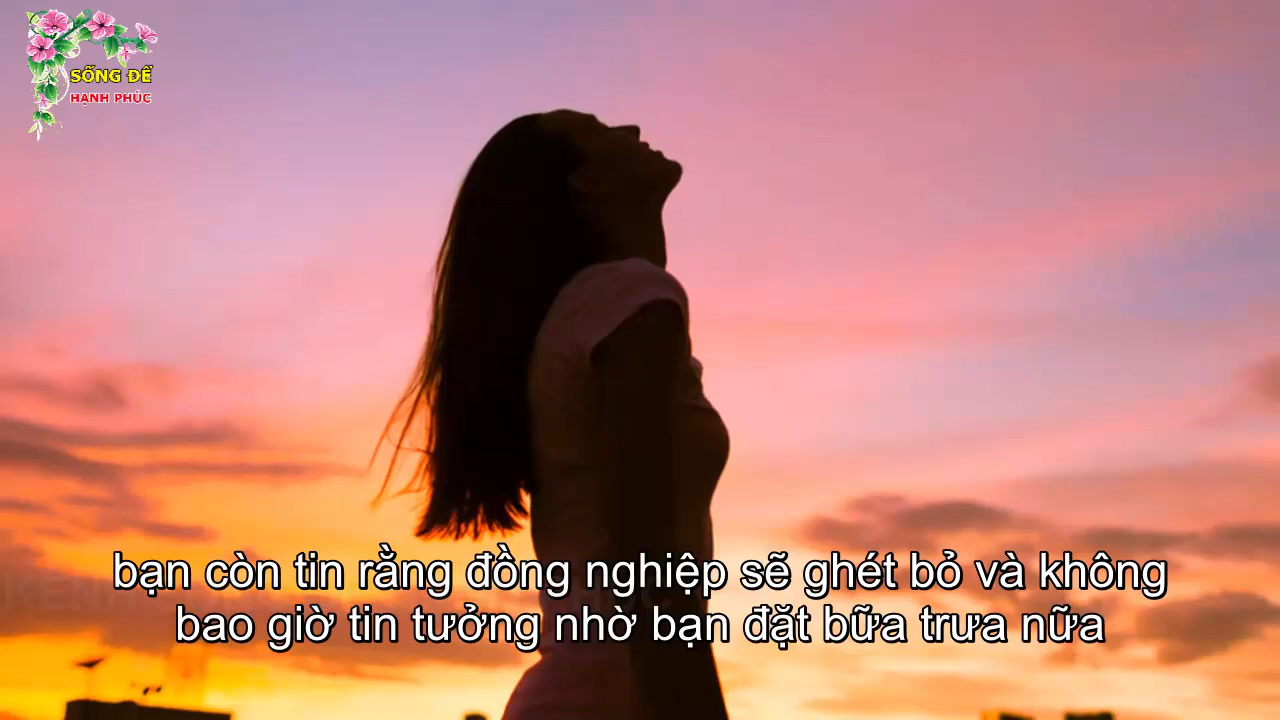 SỐNG ĐỂ
HẠNH PHÚC
bạn còn tin rằng đồng nghiệp sẽ ghét bỏ và không
bao giờ tin tưởng nhờ bạn đặt bữa trưa nữa